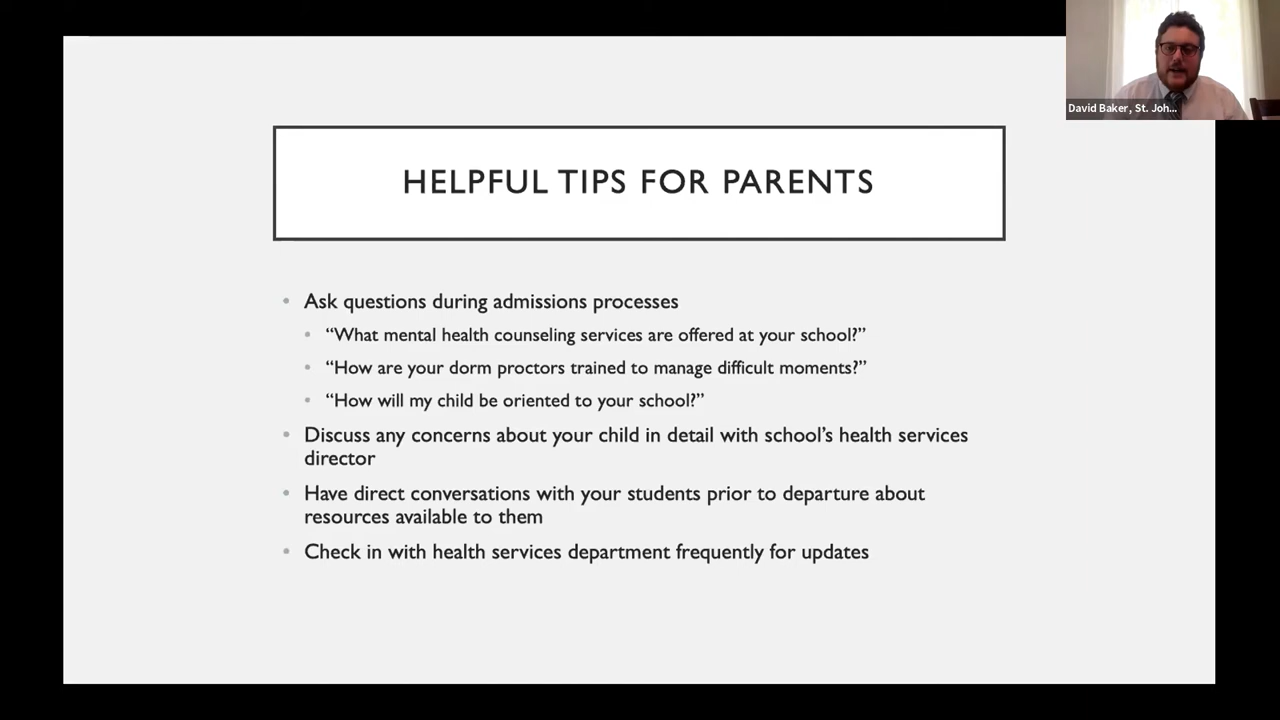 David Baker, St. Joh...
HELPFUL TIPS FOR PARENTS
• Ask questions during admissions processes
• “What mental health counseling services are offered at your school?”
• “How are your dorm proctors trained to manage difficult moments?”
• “How will my child be oriented to your school?”
• Discuss any concerns about your child in detail with school’s health services
director
• Have direct conversations with your students prior to departure about
resources available to them
• Check in with health services department frequently for updates